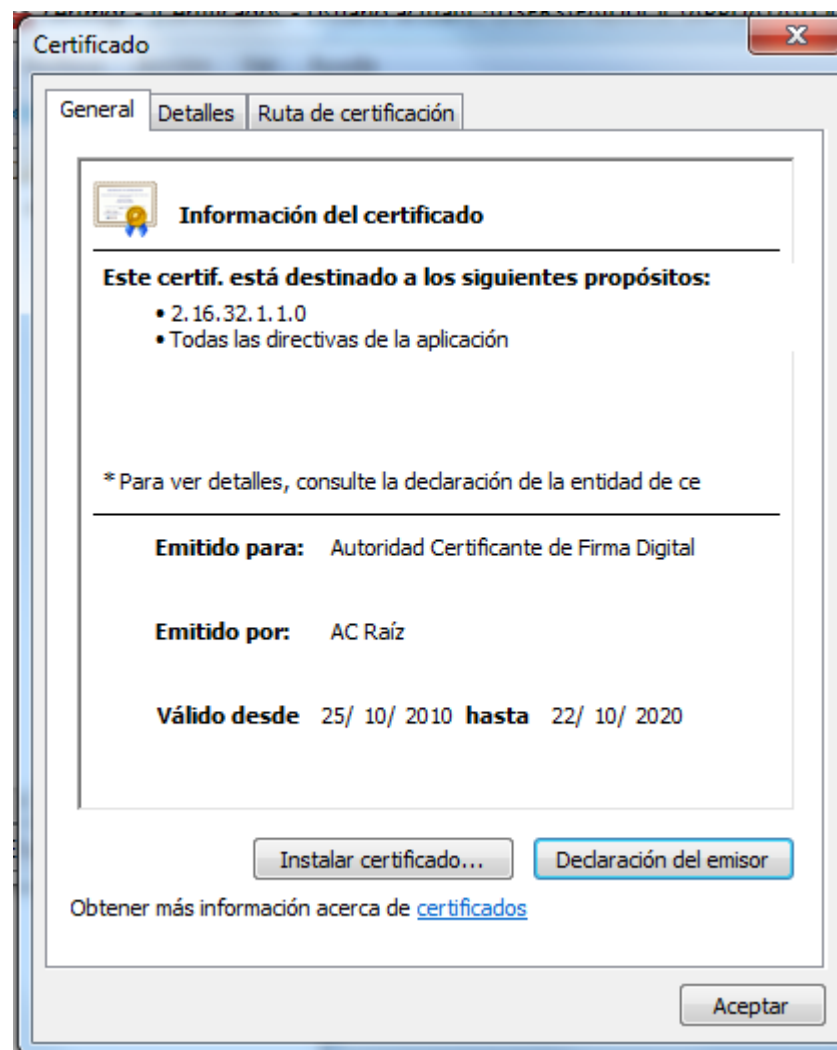 Certificado
General
Detalles
Ruta de certificación
Información del certificado
Este certif. está destinado a los siguientes propósitos:
• 2.16.32.1.1.0
• Todas las directivas de la aplicación
* Para ver detalles, consulte la declaración de la entidad de ce
Emitido para: Autoridad Certificante de Firma Digital
Emitido por: AC Raíz
Válido desde 25/ 10/ 2010 hasta 22/ 10/ 2020
Instalar certificado...
Declaración del emisor
Obtener más información acerca de certificados
Aceptar